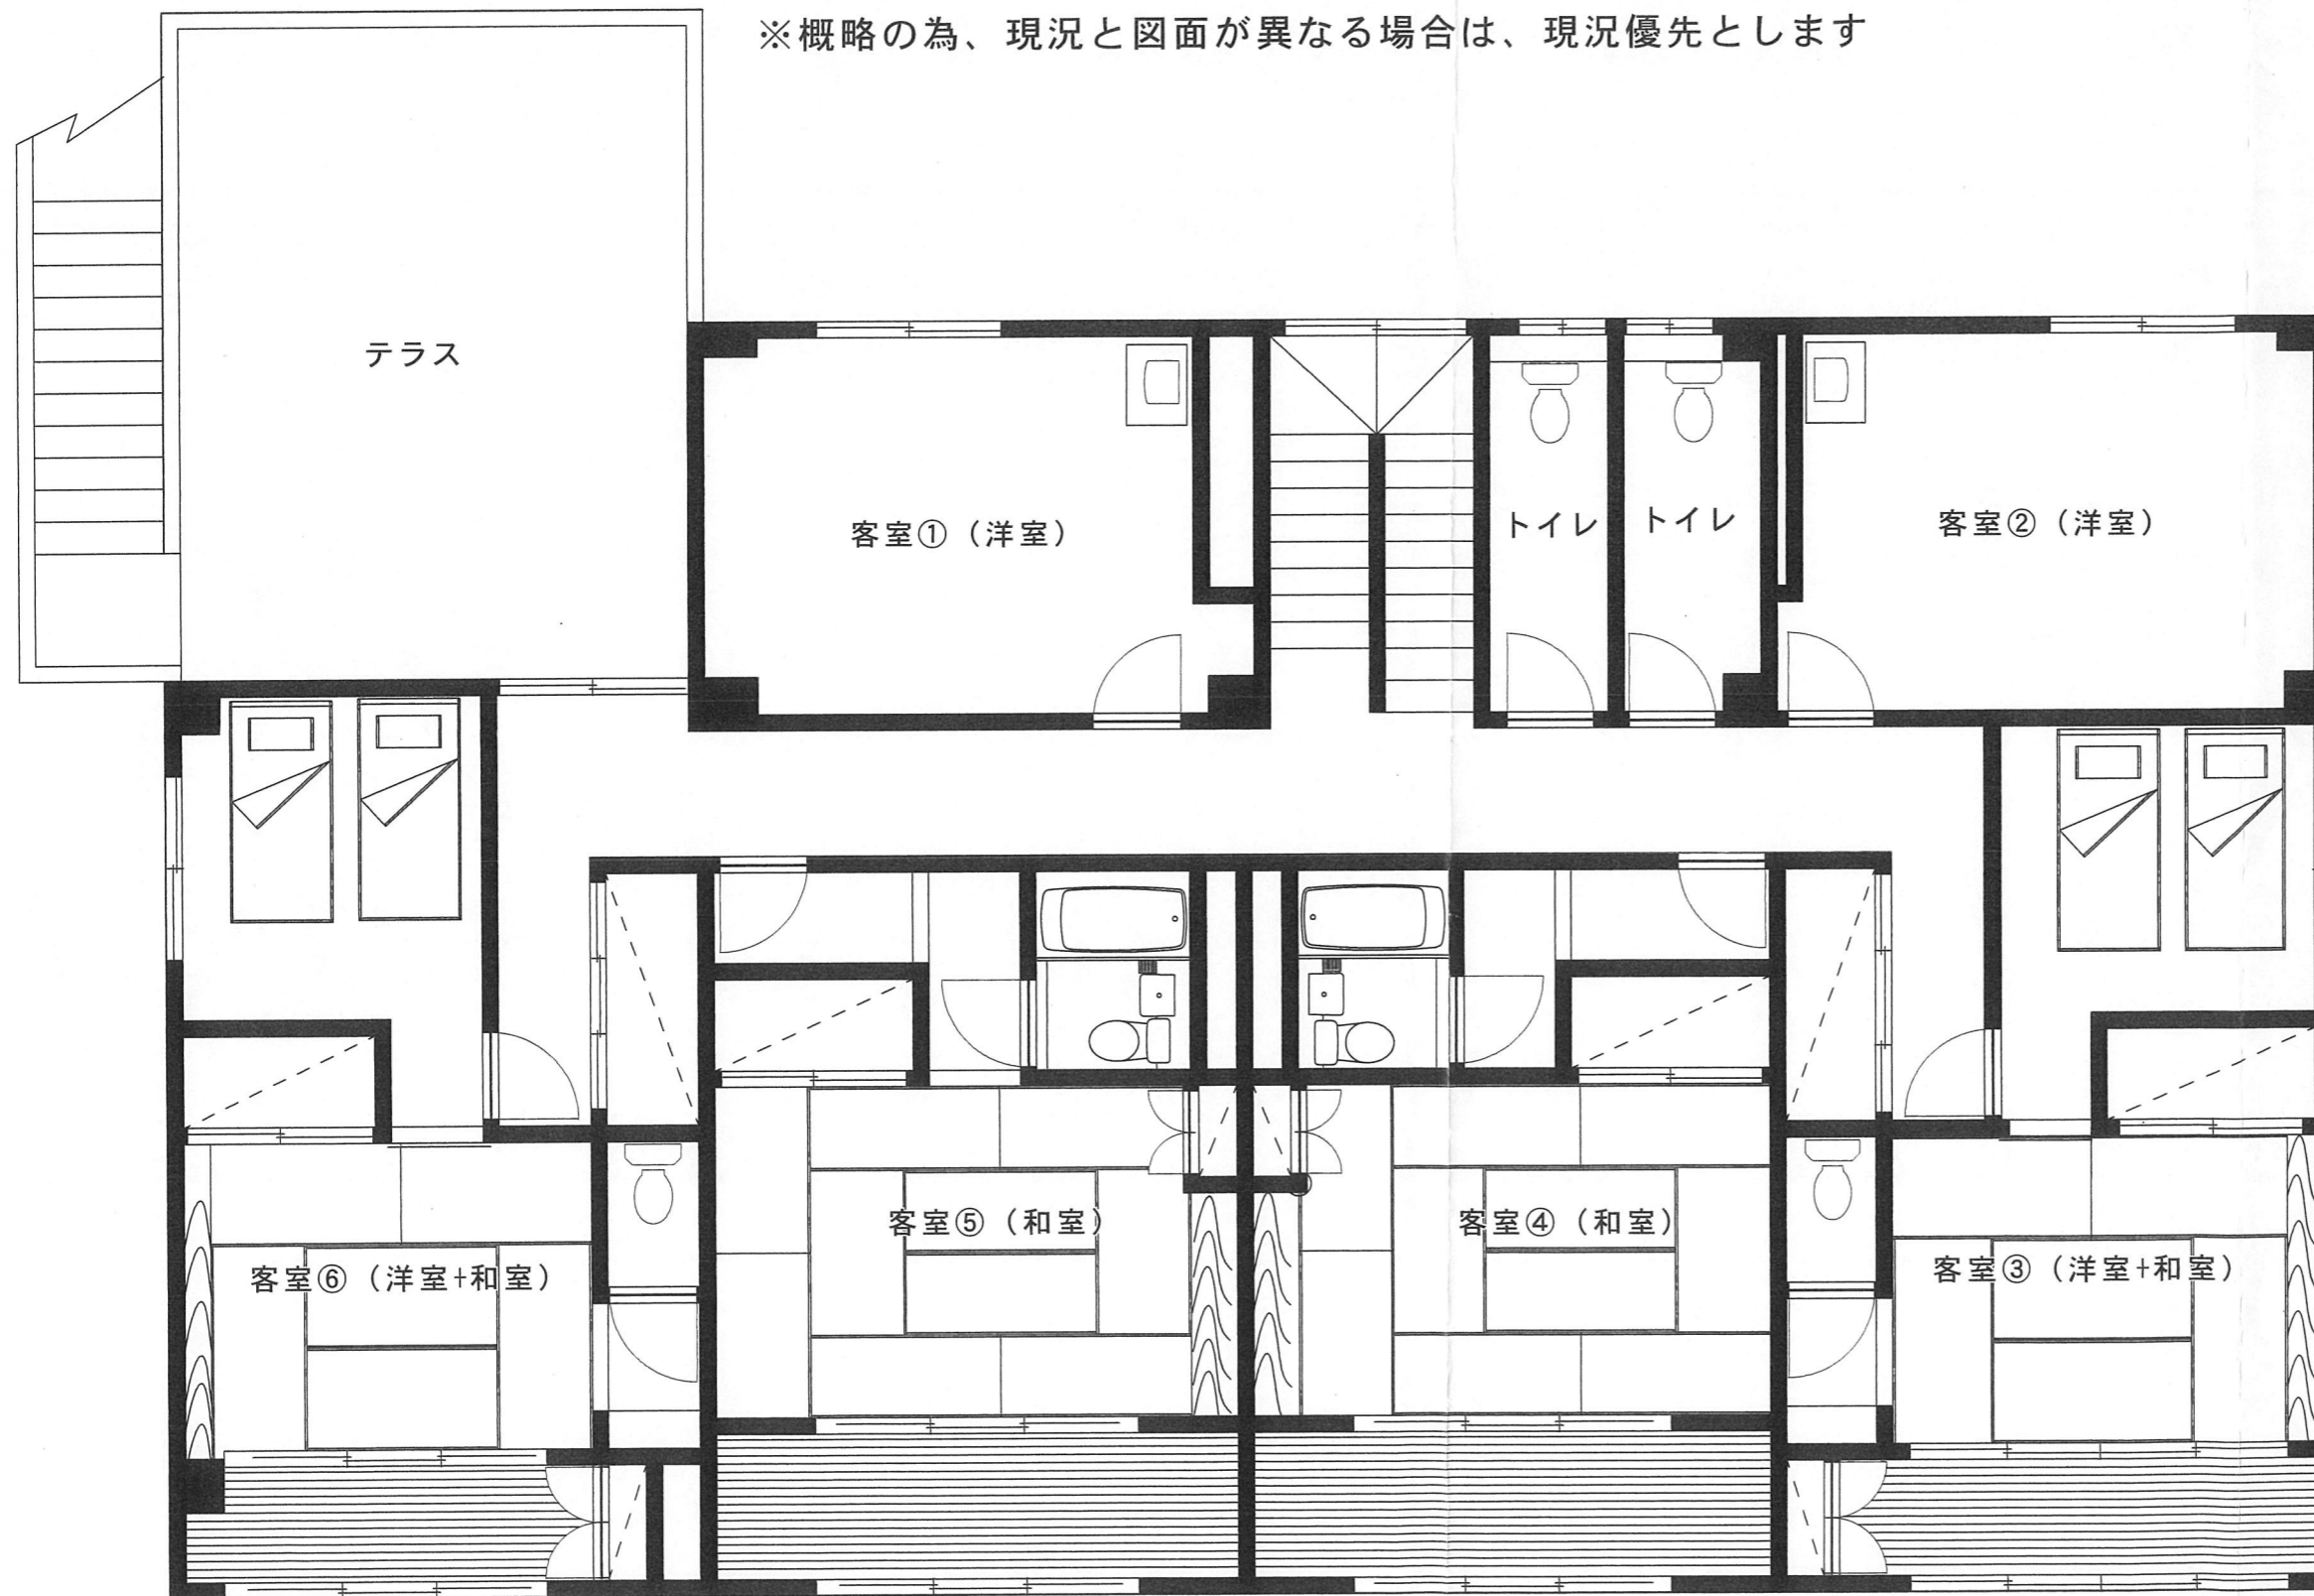 ※概略の為、現況と図面が異なる場合は、現況優先とします
テラス
客室①（洋室）
トイレ
トイレ
客室②（洋室）
客室⑤（和室）
客室④（和室）
客室⑥（洋室+和室）
客室③（洋室+和室）